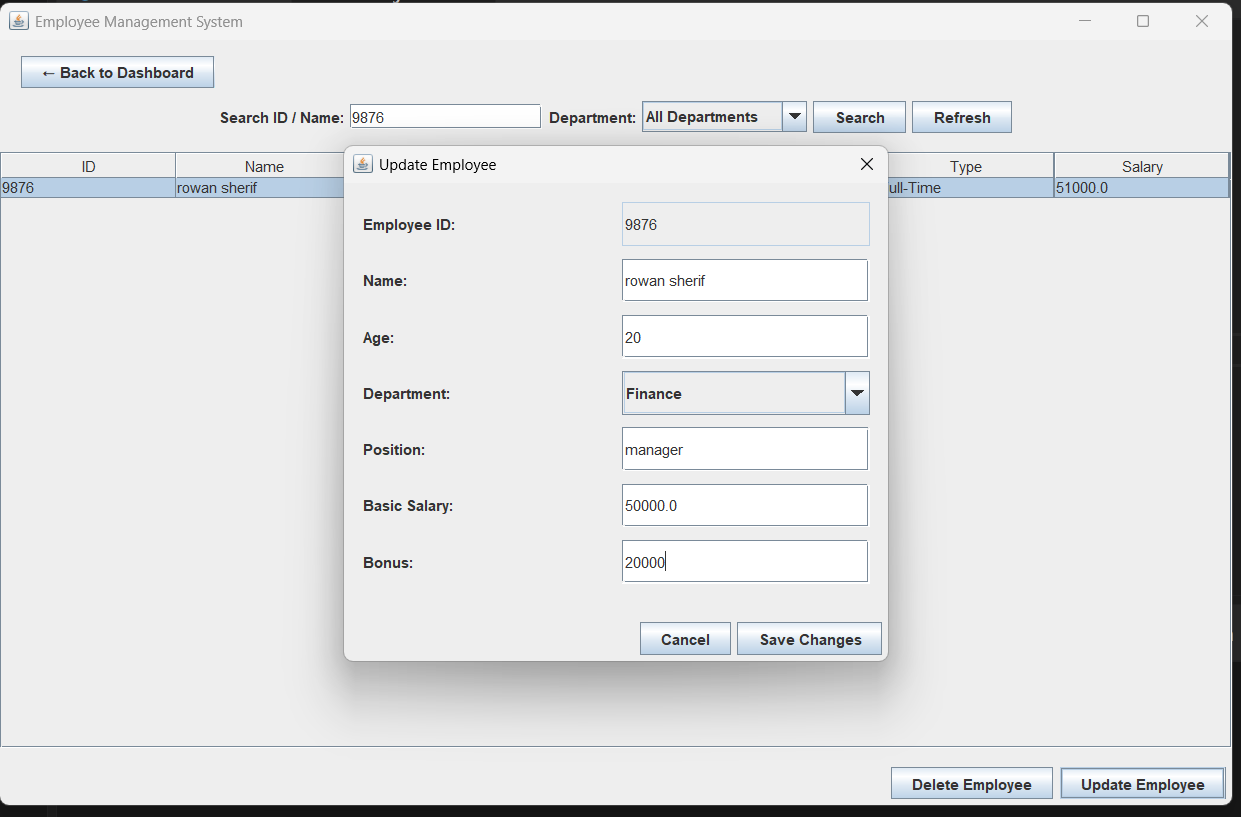 Employee Management System
← Back to Dashboard
Search ID / Name: 9876 Department: All Departments Search Refresh
ID Name Type Salary
9876 rowan sherif ull-Time 51000.0
Update Employee
Employee ID: 9876
Name: rowan sherif
Age: 20
Department: Finance
Position: manager
Basic Salary: 50000.0
Bonus: 20000
Cancel Save Changes
Delete Employee Update Employee